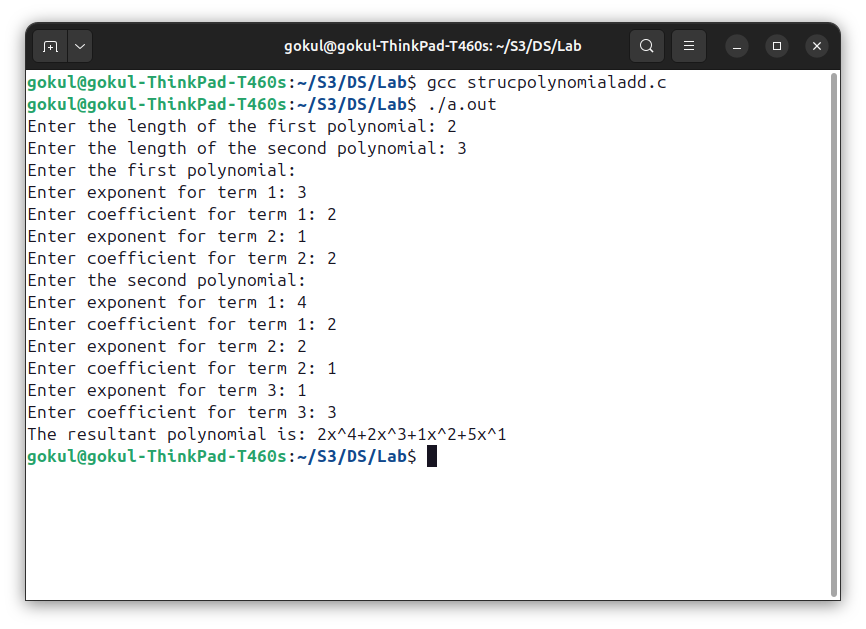 gokul@gokul-ThinkPad-T460s: ~/S3/DS/Lab
gokul@gokul-ThinkPad-T460s:~/S3/DS/Lab$ gcc strucpolynomialadd.c
gokul@gokul-ThinkPad-T460s:~/S3/DS/Lab$ ./a.out
Enter the length of the first polynomial: 2
Enter the length of the second polynomial: 3
Enter the first polynomial:
Enter exponent for term 1: 3
Enter coefficient for term 1: 2
Enter exponent for term 2: 1
Enter coefficient for term 2: 2
Enter the second polynomial:
Enter exponent for term 1: 4
Enter coefficient for term 1: 2
Enter exponent for term 2: 2
Enter coefficient for term 2: 1
Enter exponent for term 3: 1
Enter coefficient for term 3: 3
The resultant polynomial is: 2x^4+2x^3+1x^2+5x^1
gokul@gokul-ThinkPad-T460s:~/S3/DS/Lab$